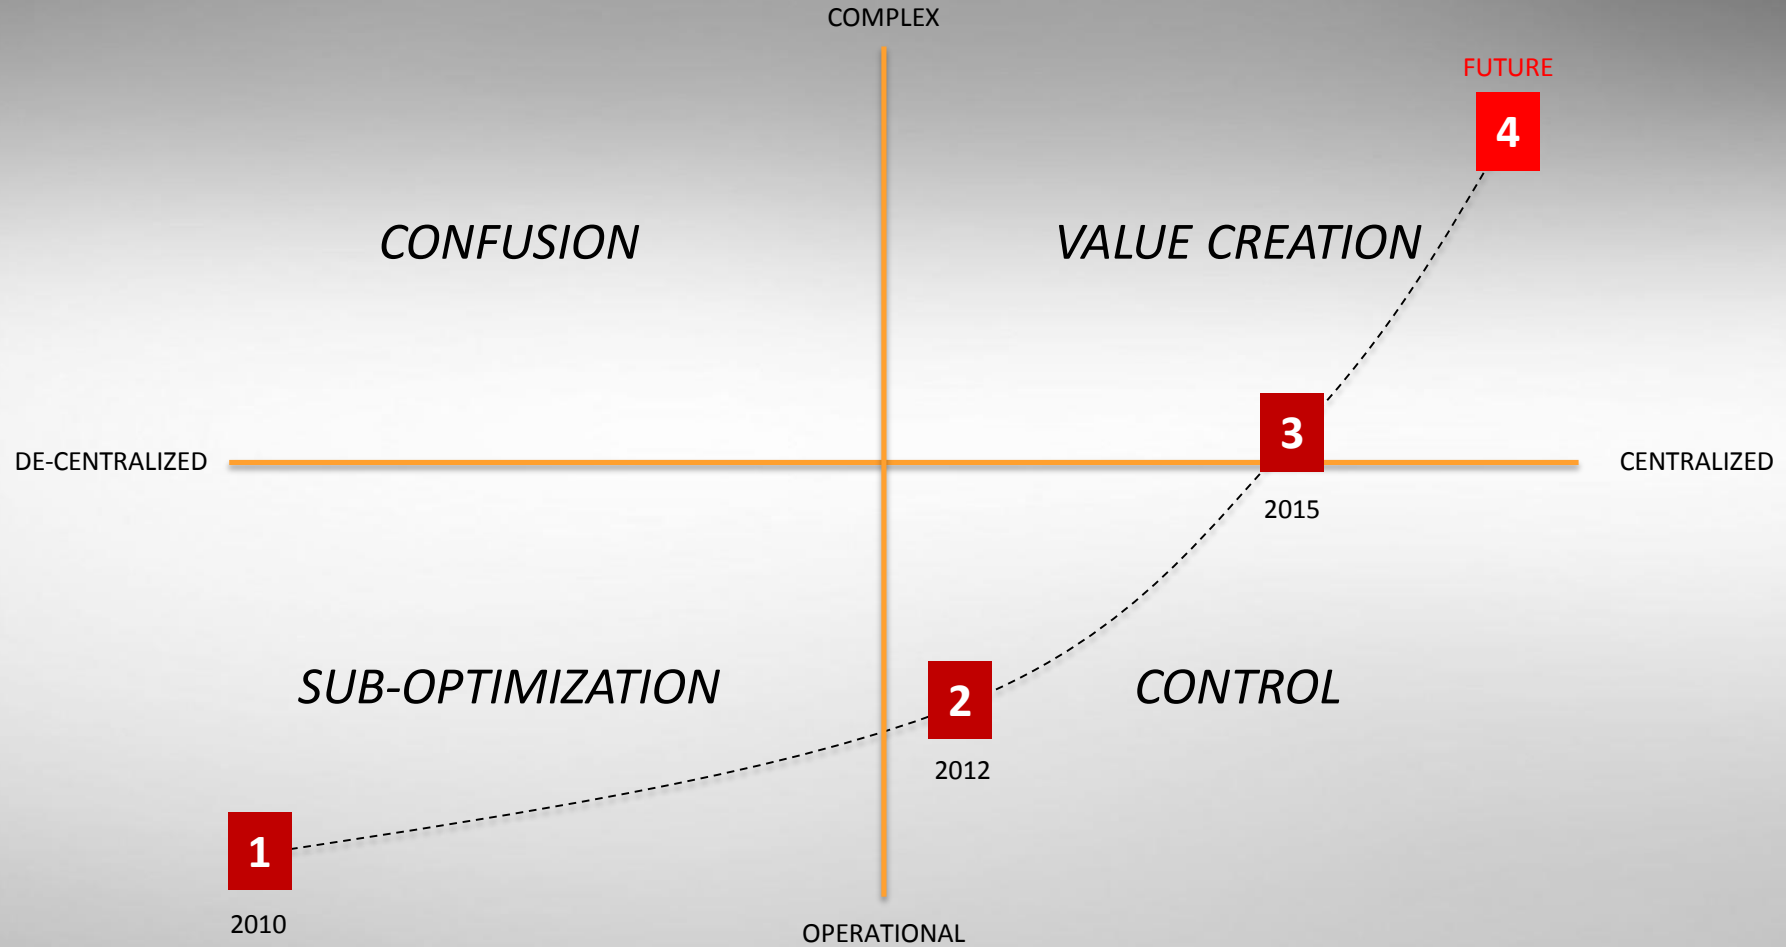 COMPLEX
FUTURE
4
CONFUSION
VALUE CREATION
3
DE-CENTRALIZED
CENTRALIZED
2015
SUB-OPTIMIZATION
2
CONTROL
2012
1
2010
OPERATIONAL